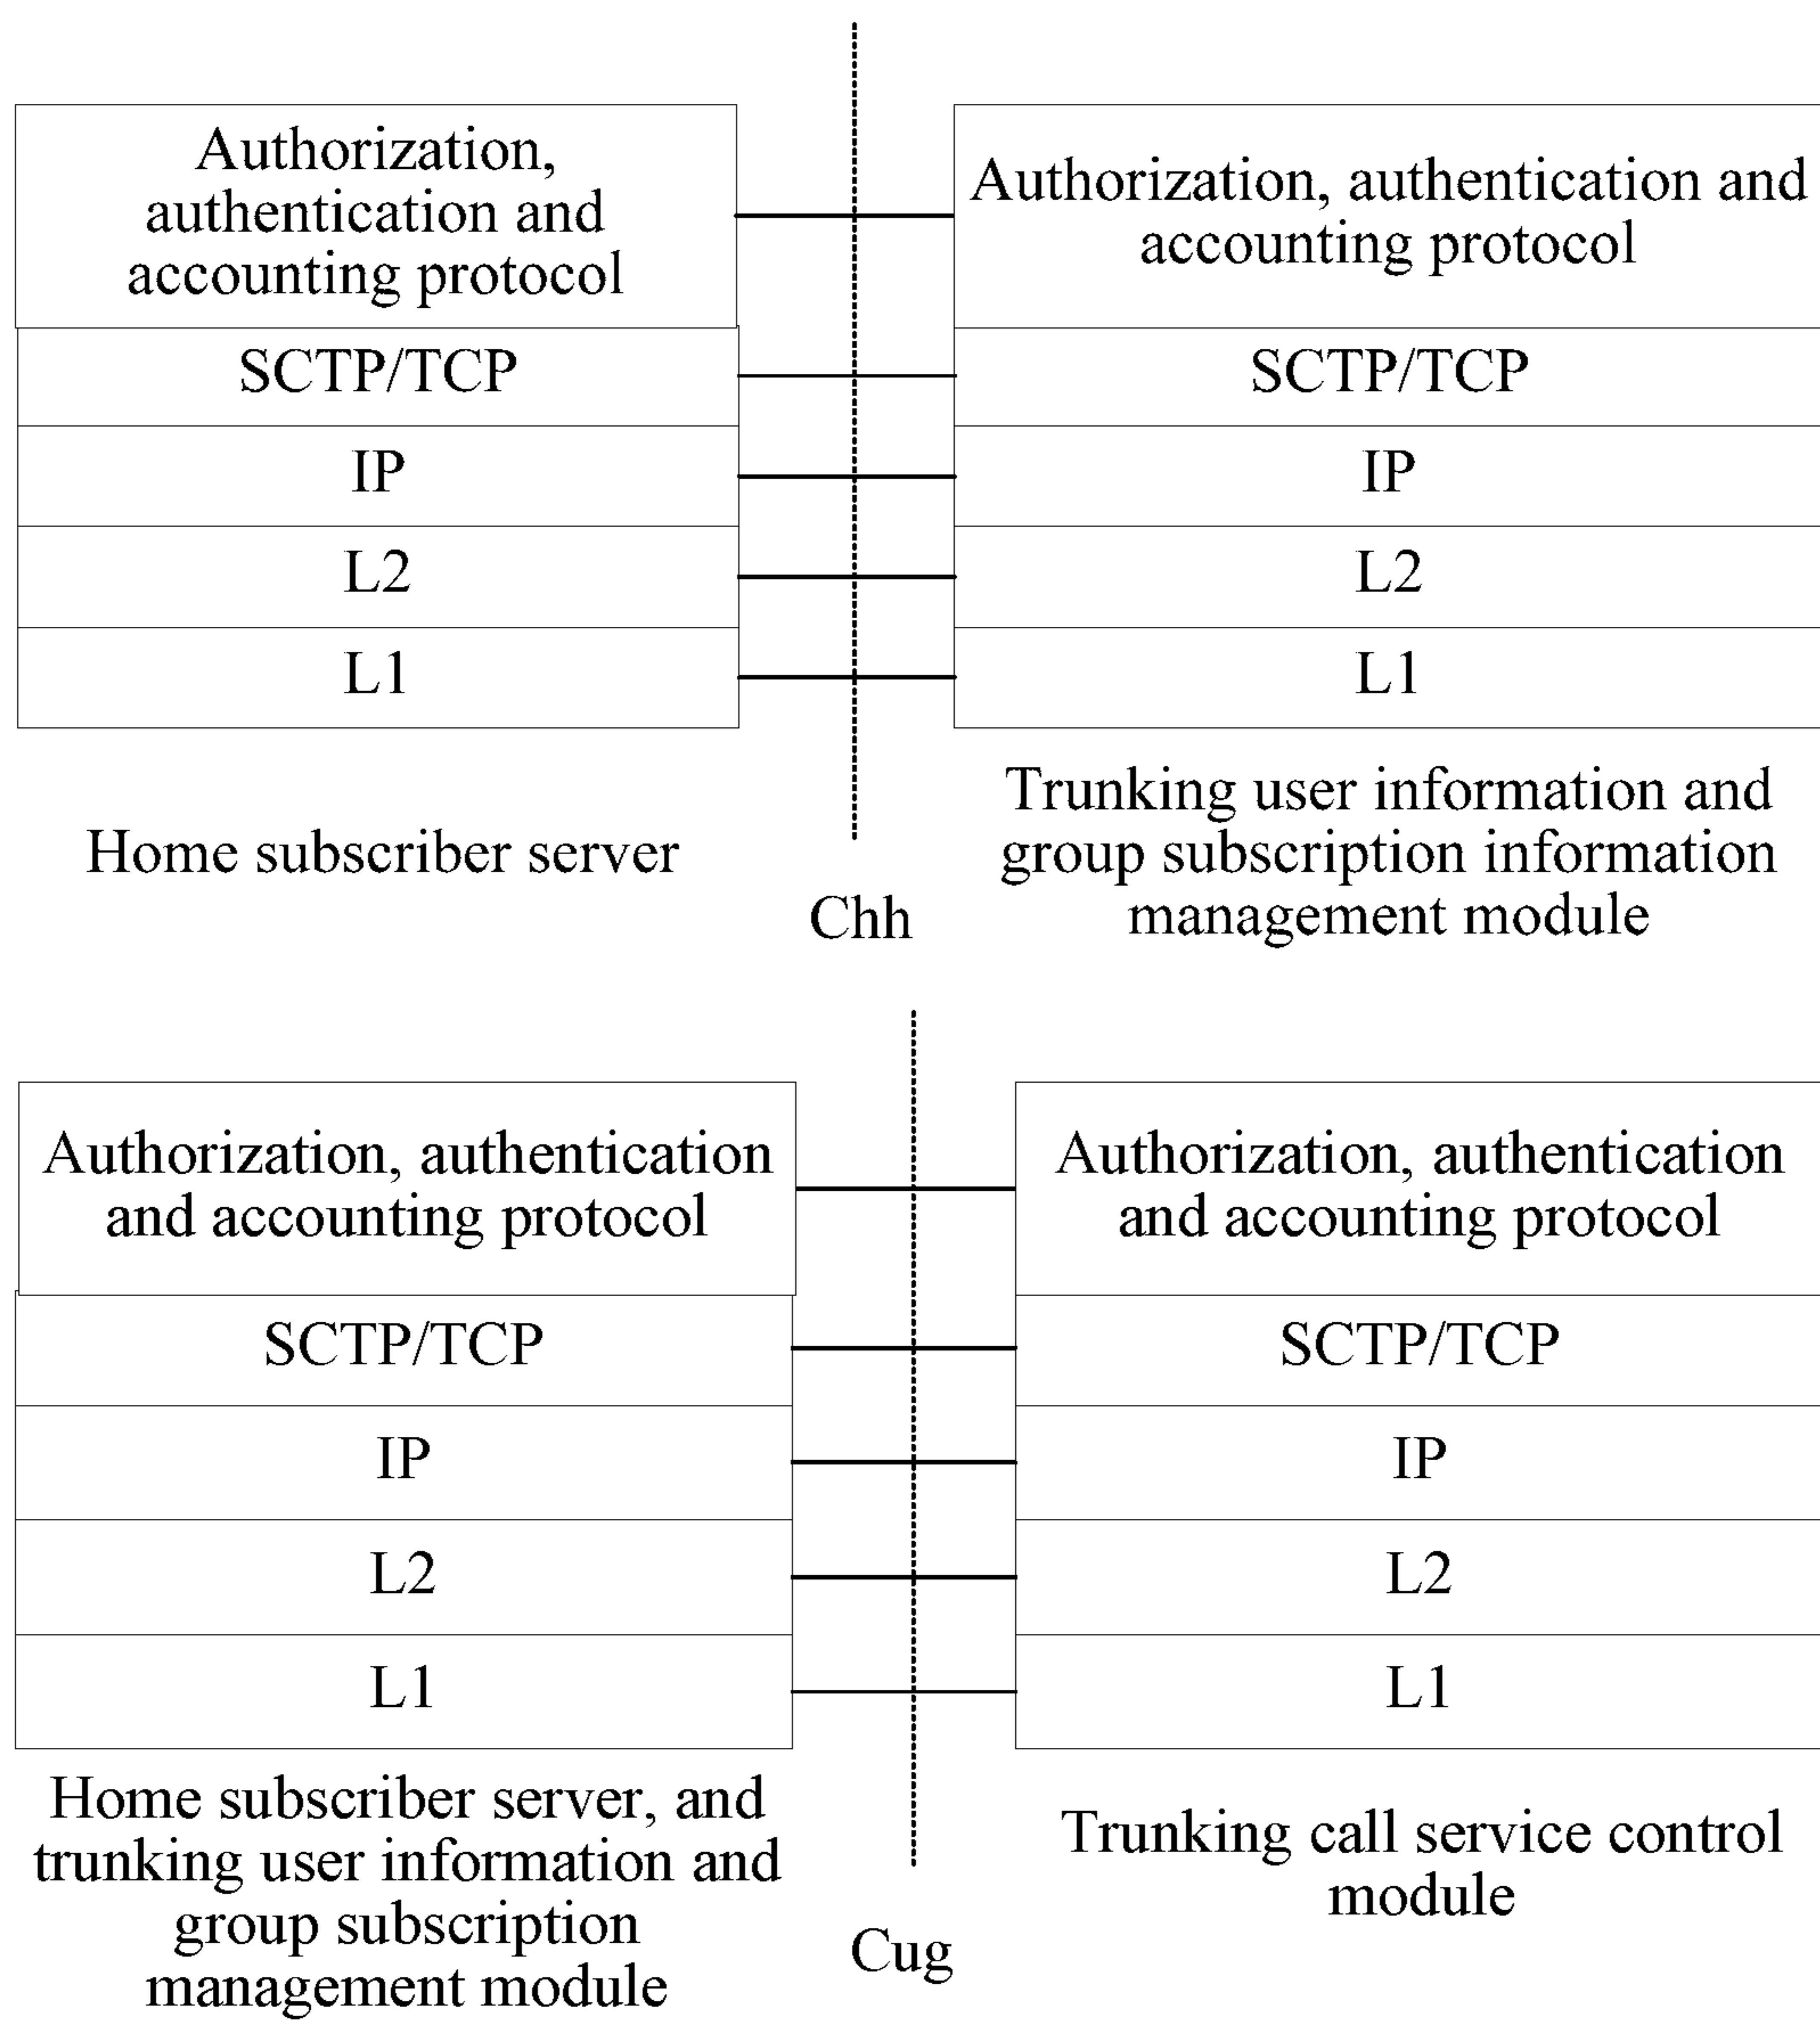 Authorization,
authentication and
accounting protocol
SCTP/TCP
IP
L2
L1
Home subscriber server
Authorization, authentication and
accounting protocol
SCTP/TCP
IP
L2
L1
Trunking user information and
group subscription information
management module
Chh
Authorization, authentication
and accounting protocol
SCTP/TCP
IP
L2
L1
Home subscriber server, and
trunking user information and
group subscription
management module
Authorization, authentication
and accounting protocol
SCTP/TCP
IP
L2
L1
Trunking call service control
module
Cug